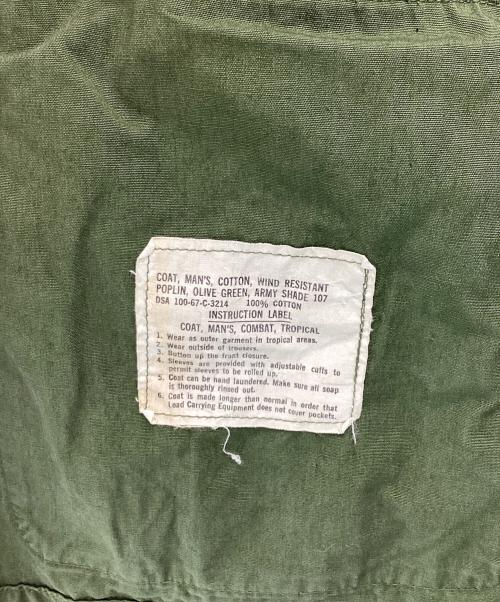 COAT, MAN'S, COTTON, WIND RESISTANT
POPLIN, OLIVE GREEN, ARMY SHADE 107
DSA 100-67-C-3214 100% COTTON
INSTRUCTION LABEL
COAT, MAN'S, COMBAT, TROPICAL
1. Wear as outer garment in tropical areas.
2. Wear outside of trousers.
3. Button up the front closure.
4. Sleeves are provided with adjustable cuffs to
permit sleeves to be rolled up.
5. Coat can be hand laundered. Make sure all soap
is thoroughly rinsed out.
6. Coat is made longer than normal in order that
Load Carrying Equipment does not cover pockets.